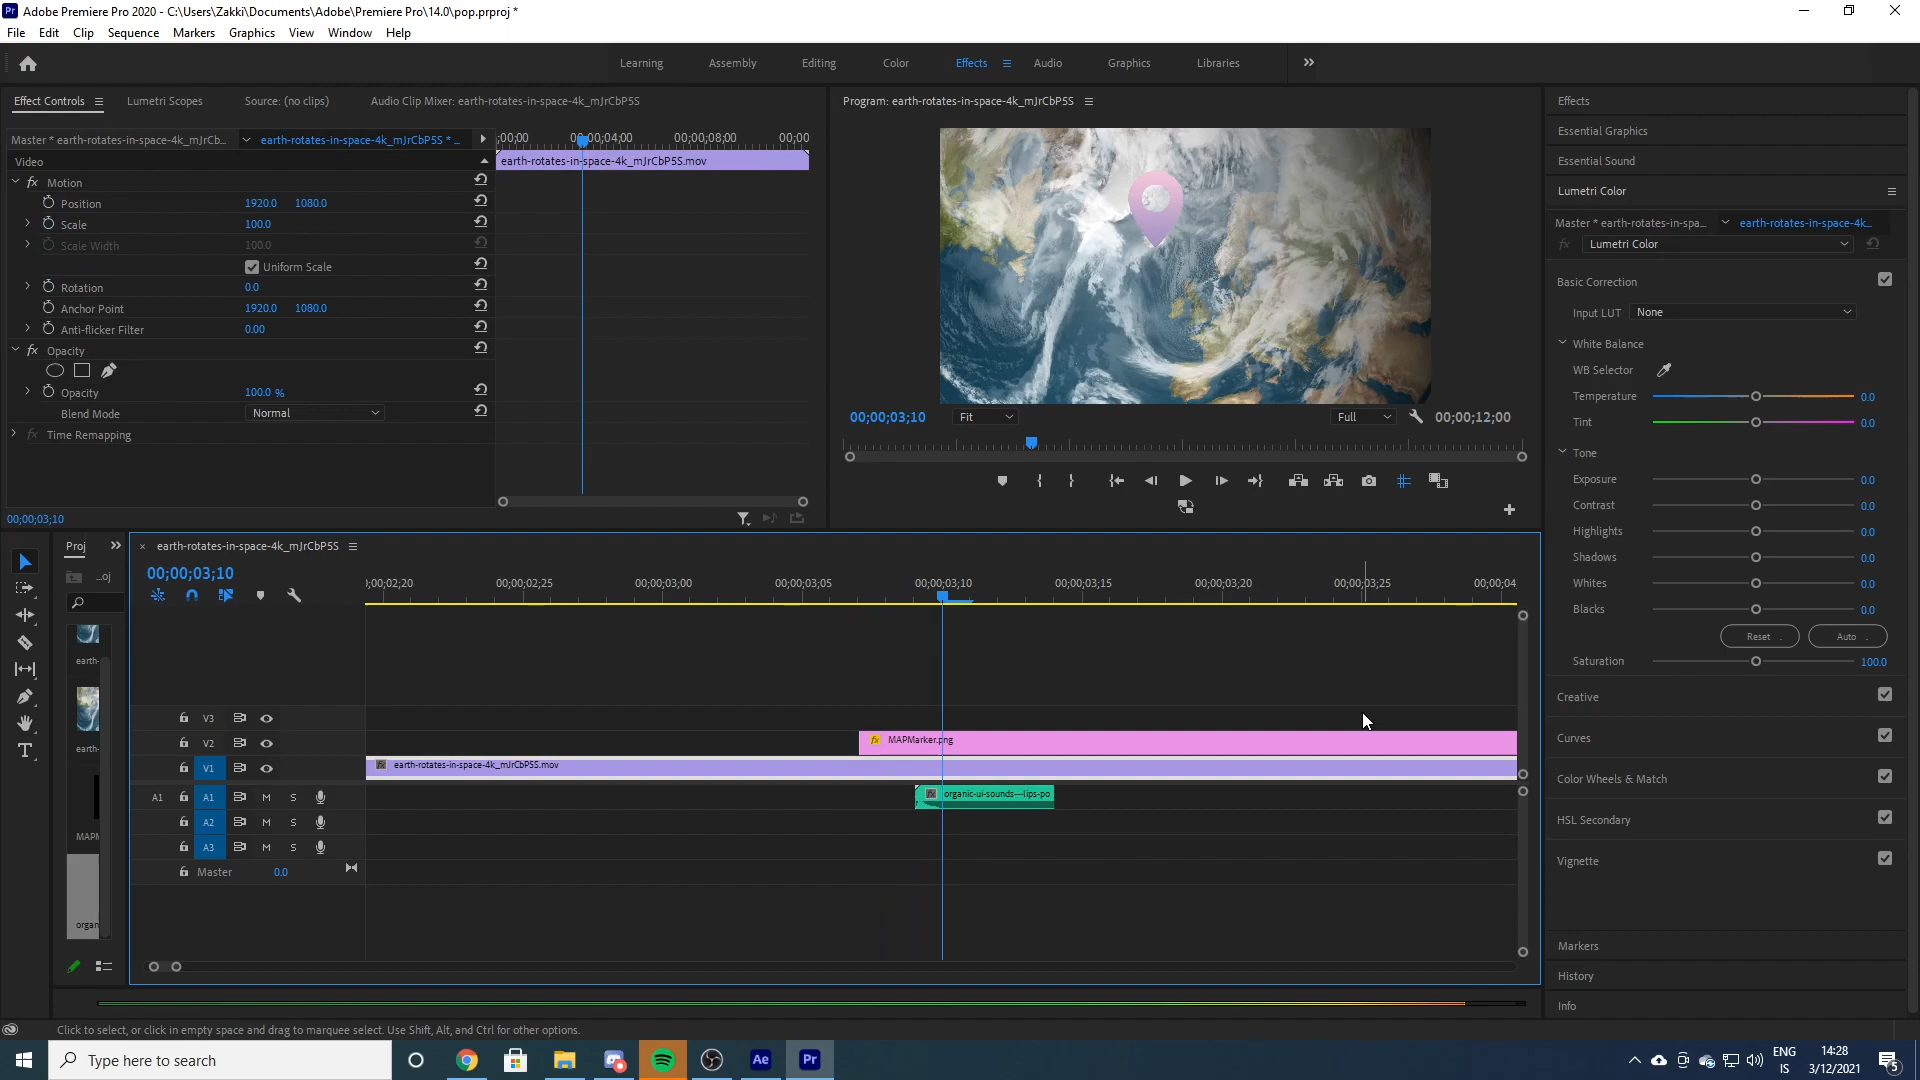 Pr Adobe Premiere Pro 2020 - C:\Users\Zakki\Documents\Adobe\Premiere Pro\14.0\pop.prproj *
File Edit Clip Sequence Markers Graphics View Window Help
Learning Assembly Editing Color Effects Audio Graphics Libraries
Effect Controls Lumetri Scopes Source: (no clips) Audio Clip Mixer: earth-rotates-in-space-4k_mJrCbP5S
Master * earth-rotates-in-space-4k_mJrCb... earth-rotates-in-space-4k_mJrCbP5S * ...
;00;00 00;00;04;00 00;00;08;00 00;00
Video
earth-rotates-in-space-4k_mJrCbP5S.mov
fx Motion
Position 1920.0 1080.0
Scale 100.0
Scale Width 100.0
Uniform Scale
Rotation 0.0
Anchor Point 1920.0 1080.0
Anti-flicker Filter 0.00
fx Opacity
Opacity 100.0 %
Blend Mode Normal
fx Time Remapping
00;00;03;10
Program: earth-rotates-in-space-4k_mJrCbP5S
00;00;03;10 Fit Full 00;00;12;00
Effects
Essential Graphics
Essential Sound
Lumetri Color
Master * earth-rotates-in-spa... earth-rotates-in-space-4k...
fx Lumetri Color
Basic Correction
Input LUT None
White Balance
WB Selector
Temperature 0.0
Tint 0.0
Tone
Exposure 0.0
Contrast 0.0
Highlights 0.0
Shadows 0.0
Whites 0.0
Blacks 0.0
Reset Auto
Saturation 100.0
Creative
Curves
Color Wheels & Match
HSL Secondary
Vignette
Markers
History
Info
Proj
_oj
earth-
earth-
MAPM
organ
× earth-rotates-in-space-4k_mJrCbP5S
00;00;03;10
;00;02;20 00;00;02;25 00;00;03;00 00;00;03;05 00;00;03;10 00;00;03;15 00;00;03;20 00;00;03;25 00;00;04
V3
V2 fx MAPMarker.png
V1 fx earth-rotates-in-space-4k_mJrCbP5S.mov
A1 A1 M S fx organic-ui-sounds---lips-po
A2 M S
A3 M S
Master 0.0
Click to select, or click in empty space and drag to marquee select. Use Shift, Alt, and Ctrl for other options.
Type here to search
Ae Pr
ENG
IS
14:28
3/12/2021
5